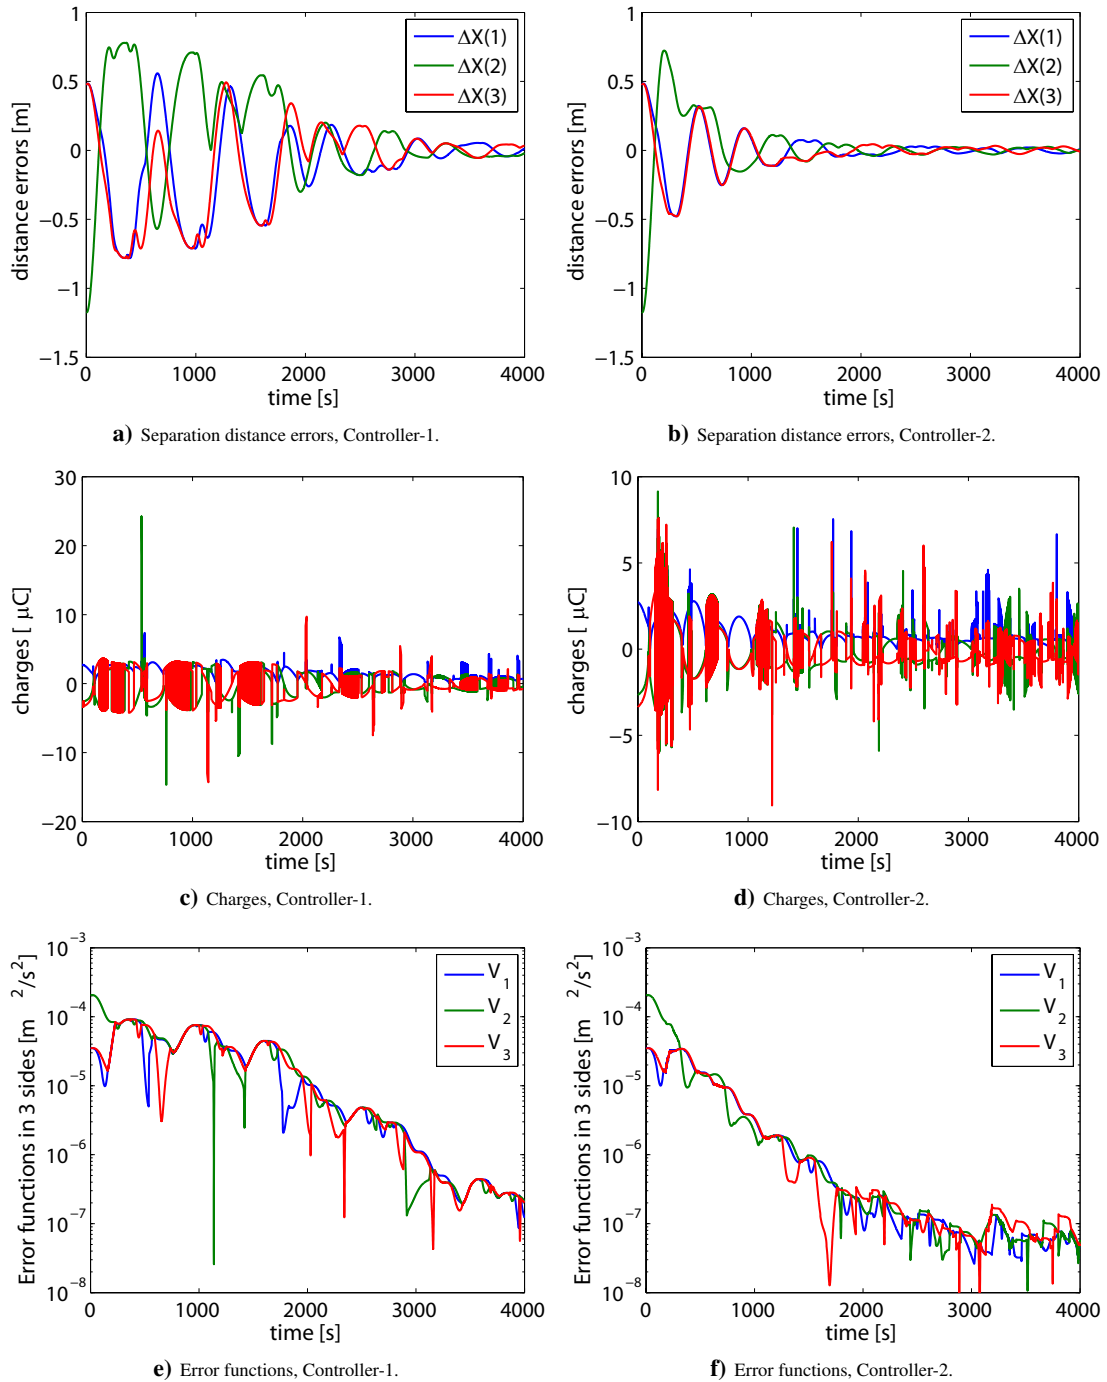 1
0.5
0
−0.5
−1
−1.5
distance errors [m]
0 1000 2000 3000 4000
time [s]
ΔX(1)
ΔX(2)
ΔX(3)
a) Separation distance errors, Controller-1.
1
0.5
0
−0.5
−1
−1.5
distance errors [m]
0 1000 2000 3000 4000
time [s]
ΔX(1)
ΔX(2)
ΔX(3)
b) Separation distance errors, Controller-2.
30
20
10
0
−10
−20
charges [ μC]
0 1000 2000 3000 4000
time [s]
c) Charges, Controller-1.
10
5
0
−5
−10
charges [ μC]
0 1000 2000 3000 4000
time [s]
d) Charges, Controller-2.
10⁻³
10⁻⁴
10⁻⁵
10⁻⁶
10⁻⁷
10⁻⁸
Error functions in 3 sides [m ²/s²]
0 1000 2000 3000 4000
time [s]
V₁
V₂
V₃
e) Error functions, Controller-1.
10⁻³
10⁻⁴
10⁻⁵
10⁻⁶
10⁻⁷
10⁻⁸
Error functions in 3 sides [m ²/s²]
0 1000 2000 3000 4000
time [s]
V₁
V₂
V₃
f) Error functions, Controller-2.